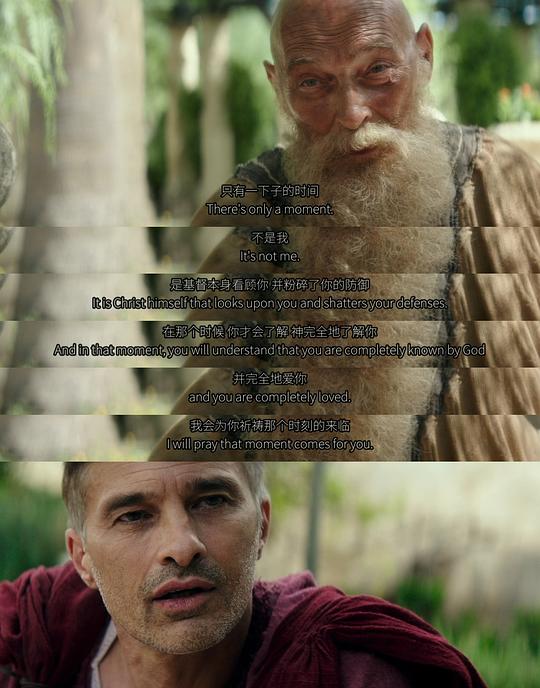 只有一下子的时间
There's only a moment.
不是我
It's not me.
是基督本身看顾你 并粉碎了你的防御
It is Christ himself that looks upon you and shatters your defenses.
在那个时候 你才会了解 神完全地了解你
And in that moment, you will understand that you are completely known by God
并完全地爱你
and you are completely loved.
我会为你祈祷那个时刻的来临
I will pray that moment comes for you.